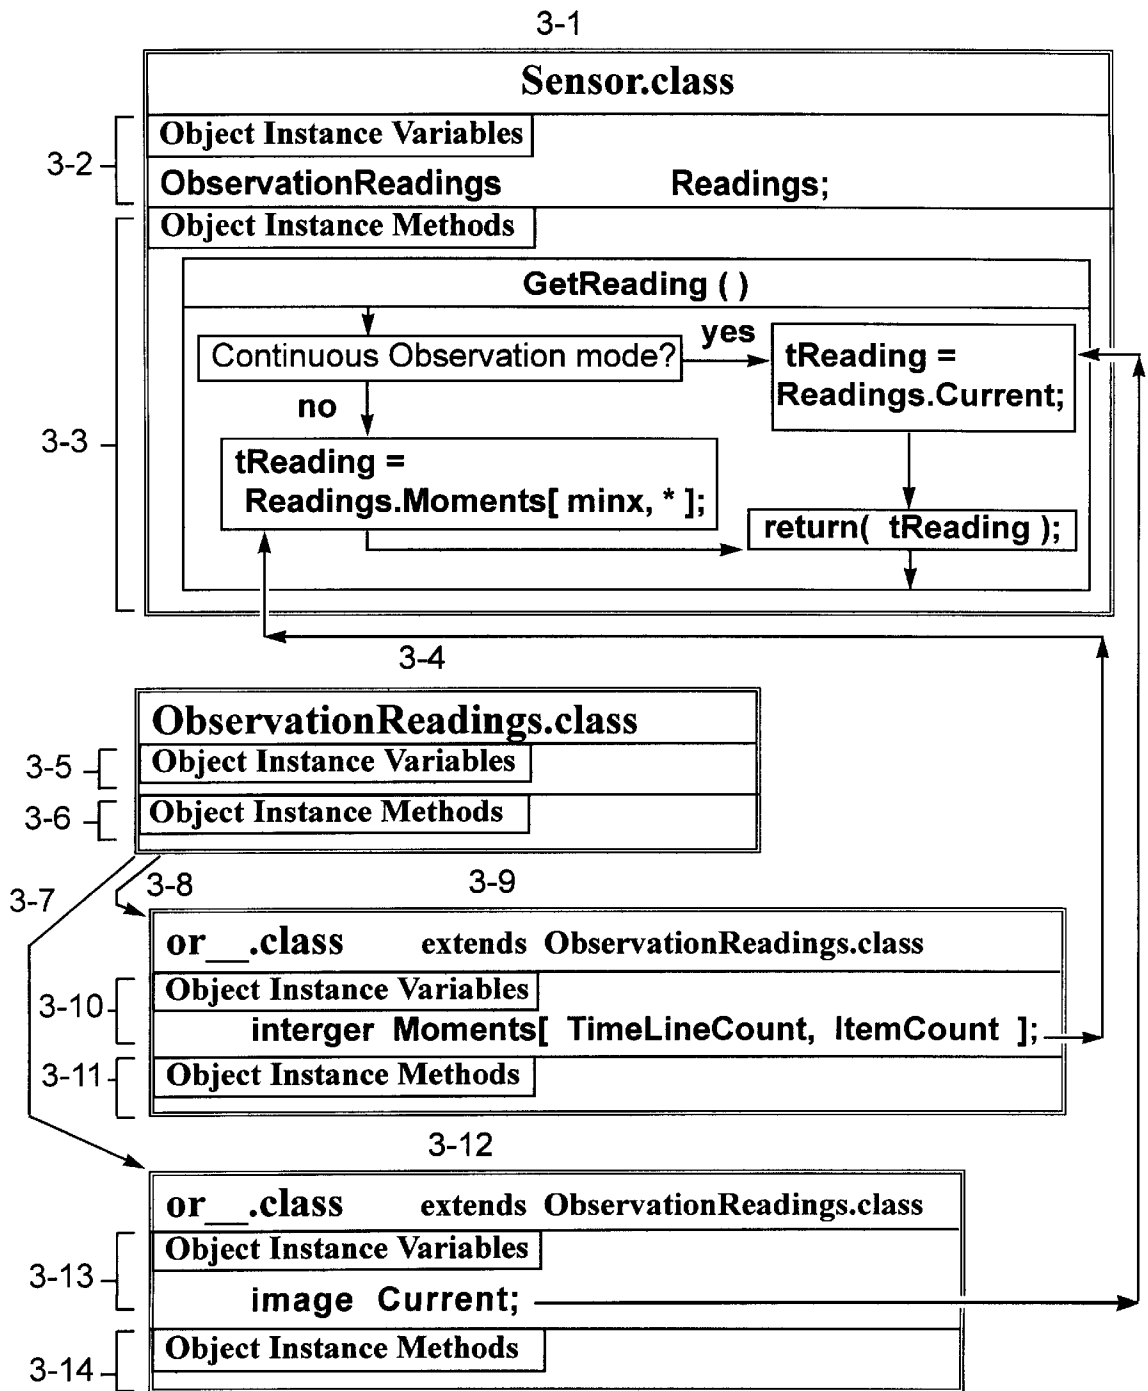 3-1
Sensor.class
Object Instance Variables
3-2
ObservationReadings Readings;
Object Instance Methods
GetReading ( )
Continuous Observation mode?
yes
tReading =
Readings.Current;
no
3-3
tReading =
Readings.Moments[ minx, * ];
return( tReading );
3-4
ObservationReadings.class
3-5
Object Instance Variables
3-6
Object Instance Methods
3-7
3-8
3-9
or__.class extends ObservationReadings.class
3-10
Object Instance Variables
interger Moments[ TimeLineCount, ItemCount ];
3-11
Object Instance Methods
3-12
or__.class extends ObservationReadings.class
3-13
Object Instance Variables
image Current;
3-14
Object Instance Methods